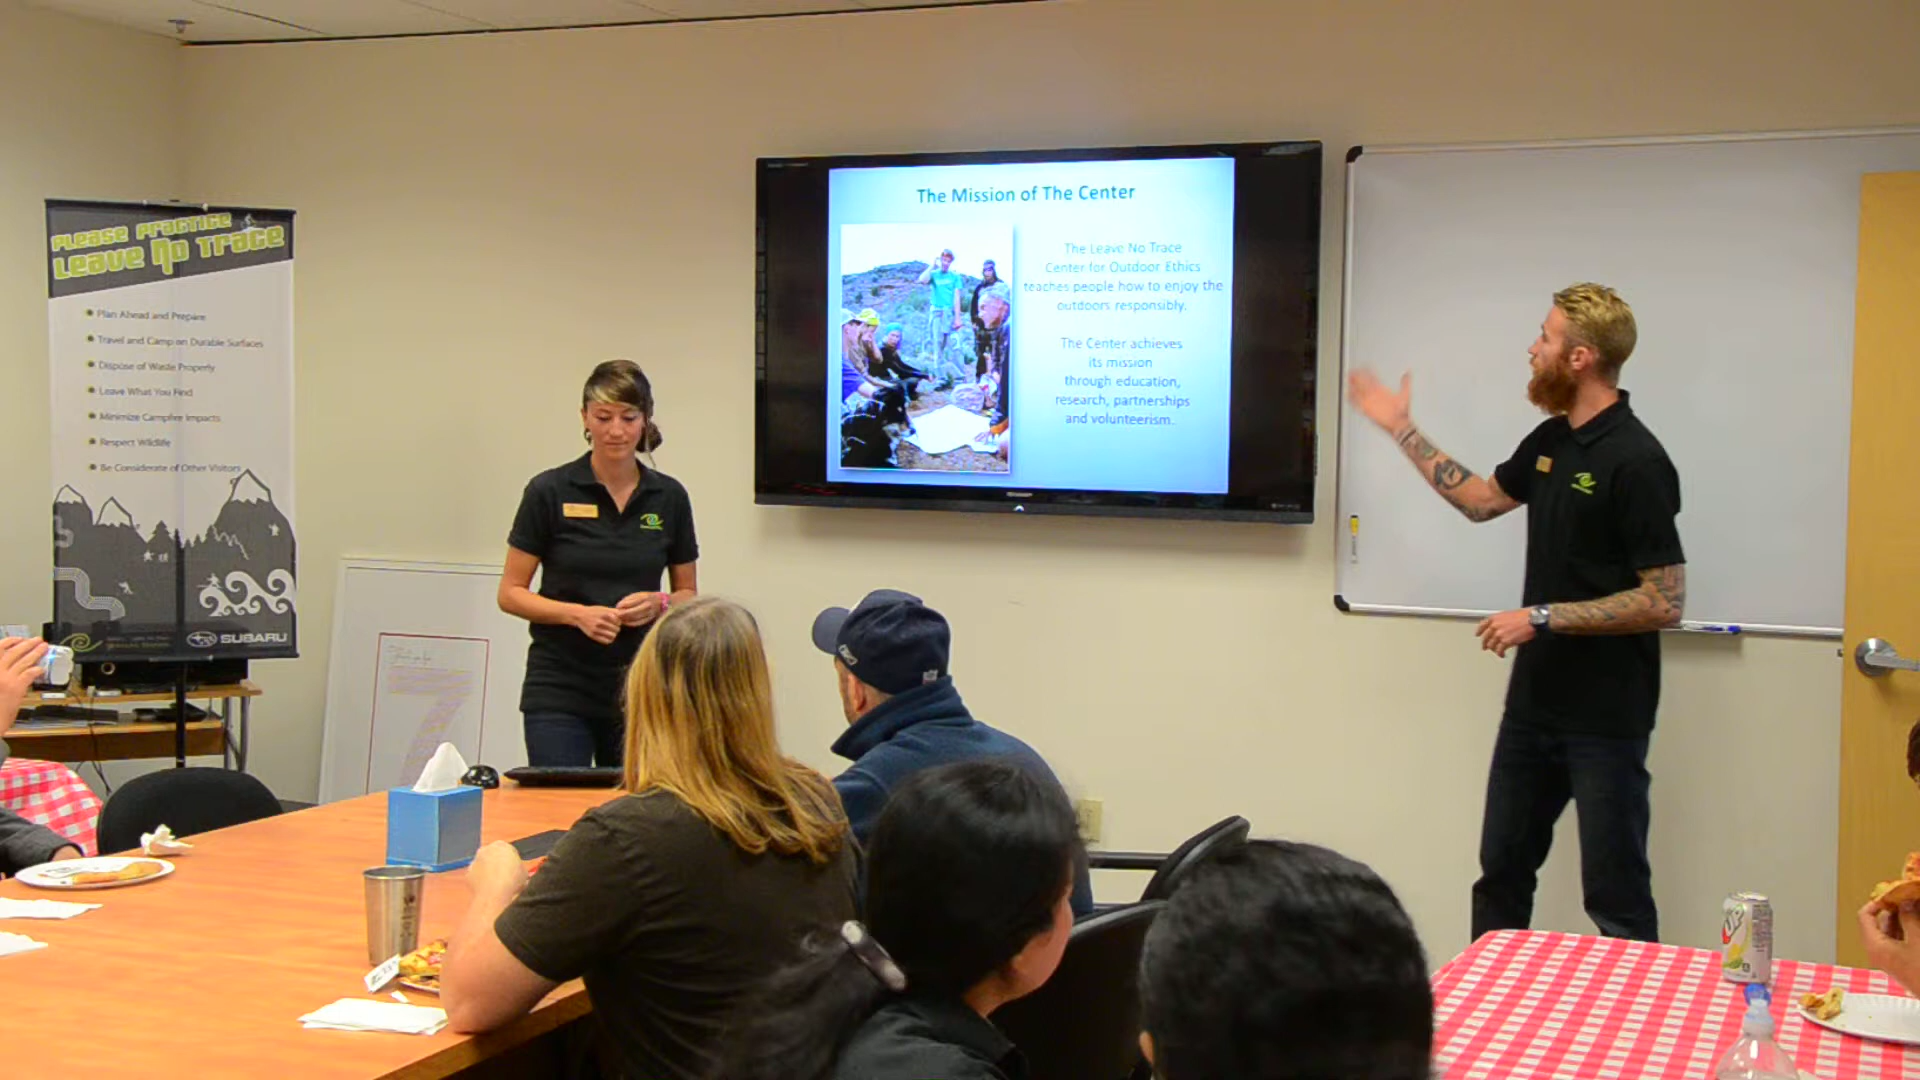 Please Practice
Leave No Trace
Plan Ahead and Prepare
Travel and Camp on Durable Surfaces
Dispose of Waste Properly
Leave What You Find
Minimize Campfire Impacts
Respect Wildlife
Be Considerate of Other Visitors
SUBARU
The Mission of The Center
The Leave No Trace
Center for Outdoor Ethics
teaches people how to enjoy the
outdoors responsibly.
The Center achieves
its mission
through education,
research, partnerships
and volunteerism.
SHARP
7
UP